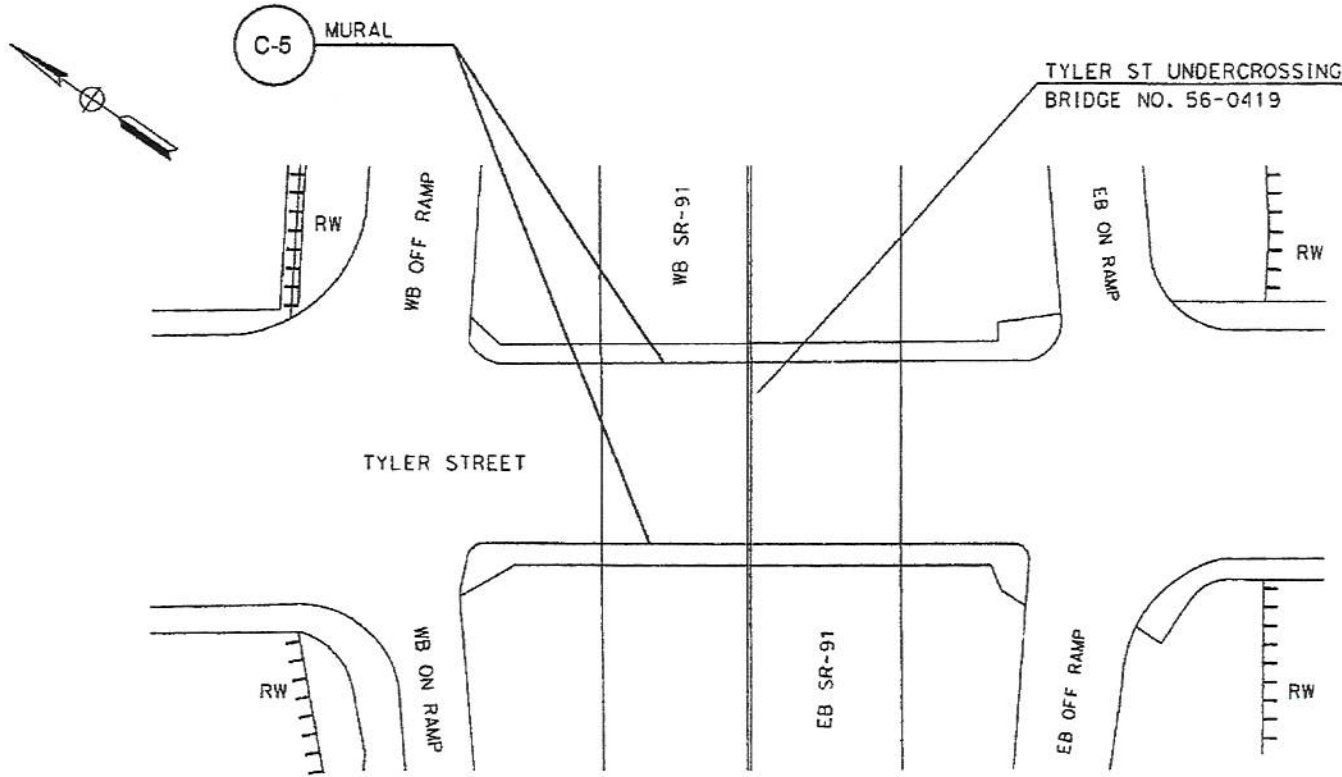 C-5
MURAL
TYLER ST UNDERCROSSING
BRIDGE NO. 56-0419
RW
WB OFF RAMP
WB SR-91
EB ON RAMP
RW
TYLER STREET
RW
WB ON RAMP
EB SR-91
EB OFF RAMP
RW